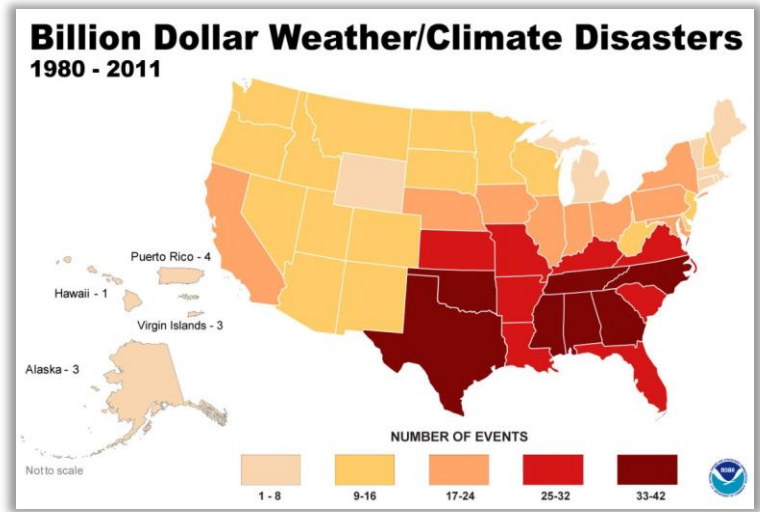 Billion Dollar Weather/Climate Disasters
1980 - 2011
Puerto Rico - 4
Hawaii - 1
Virgin Islands - 3
Alaska - 3
Not to scale
NUMBER OF EVENTS
1 - 8
9-16
17-24
25-32
33-42
NOAA